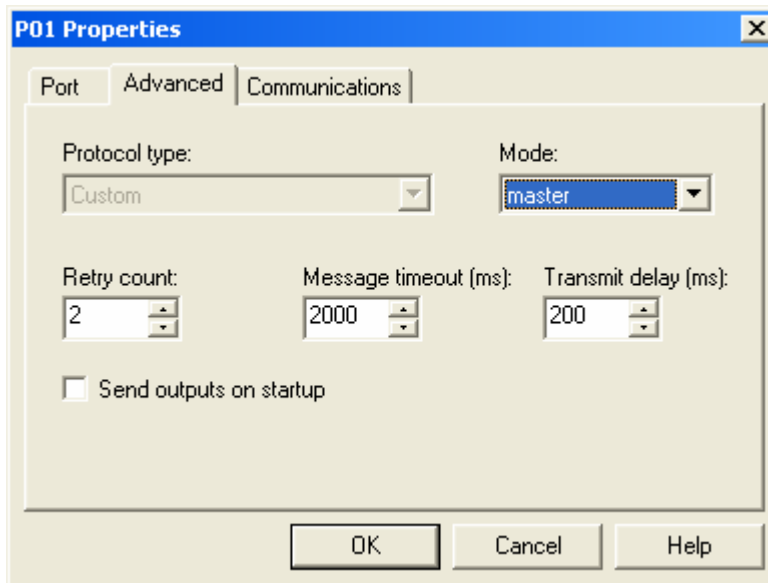 P01 Properties
Port Advanced Communications
Protocol type: Mode:
Custom master
Retry count: Message timeout (ms): Transmit delay (ms):
2 2000 200
Send outputs on startup
OK Cancel Help